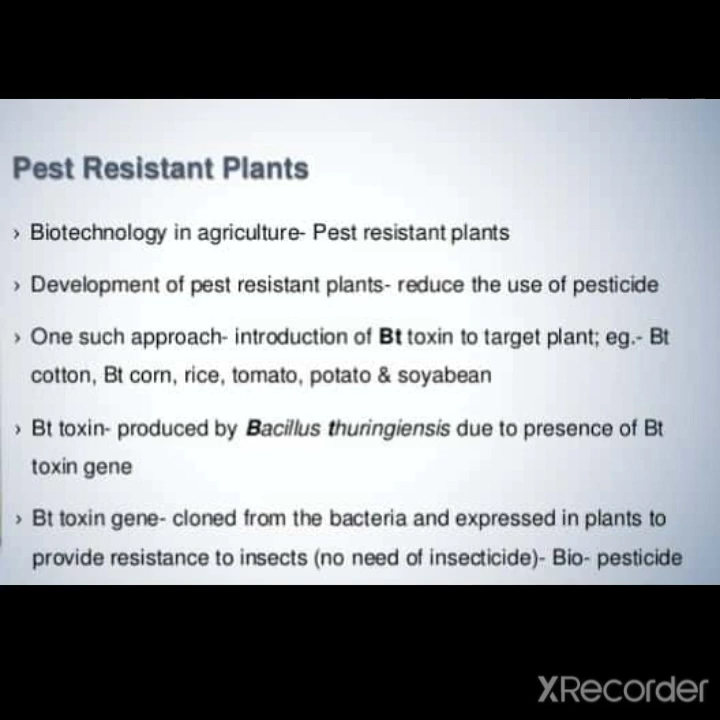 Pest Resistant Plants
› Biotechnology in agriculture- Pest resistant plants
› Development of pest resistant plants- reduce the use of pesticide
› One such approach- introduction of Bt toxin to target plant; eg.- Bt
cotton, Bt corn, rice, tomato, potato & soyabean
› Bt toxin- produced by Bacillus thuringiensis due to presence of Bt
toxin gene
› Bt toxin gene- cloned from the bacteria and expressed in plants to
provide resistance to insects (no need of insecticide)- Bio- pesticide
XRecorder